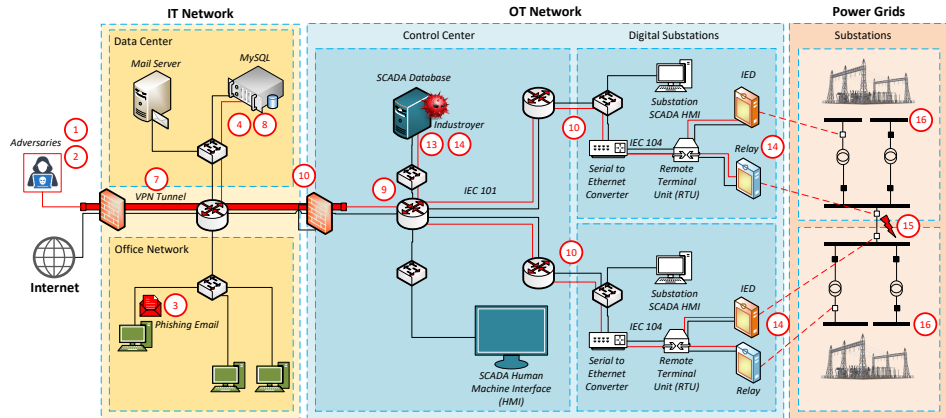 IT Network
OT Network
Power Grids
Data Center
Control Center
Digital Substations
Substations
Mail Server
MySQL
4
8
SCADA Database
Industroyer
13
14
10
Substation
SCADA HMI
IED
16
1
2
Adversaries
7
VPN Tunnel
10
9
IEC 101
IEC 104
Serial to
Ethernet
Converter
Remote
Terminal
Unit (RTU)
Relay
14
15
Internet
Office Network
3
Phishing Email
10
SCADA Human
Machine Interface
(HMI)
Substation
SCADA HMI
IED
IEC 104
Serial to
Ethernet
Converter
Remote
Terminal
Unit (RTU)
14
Relay
16